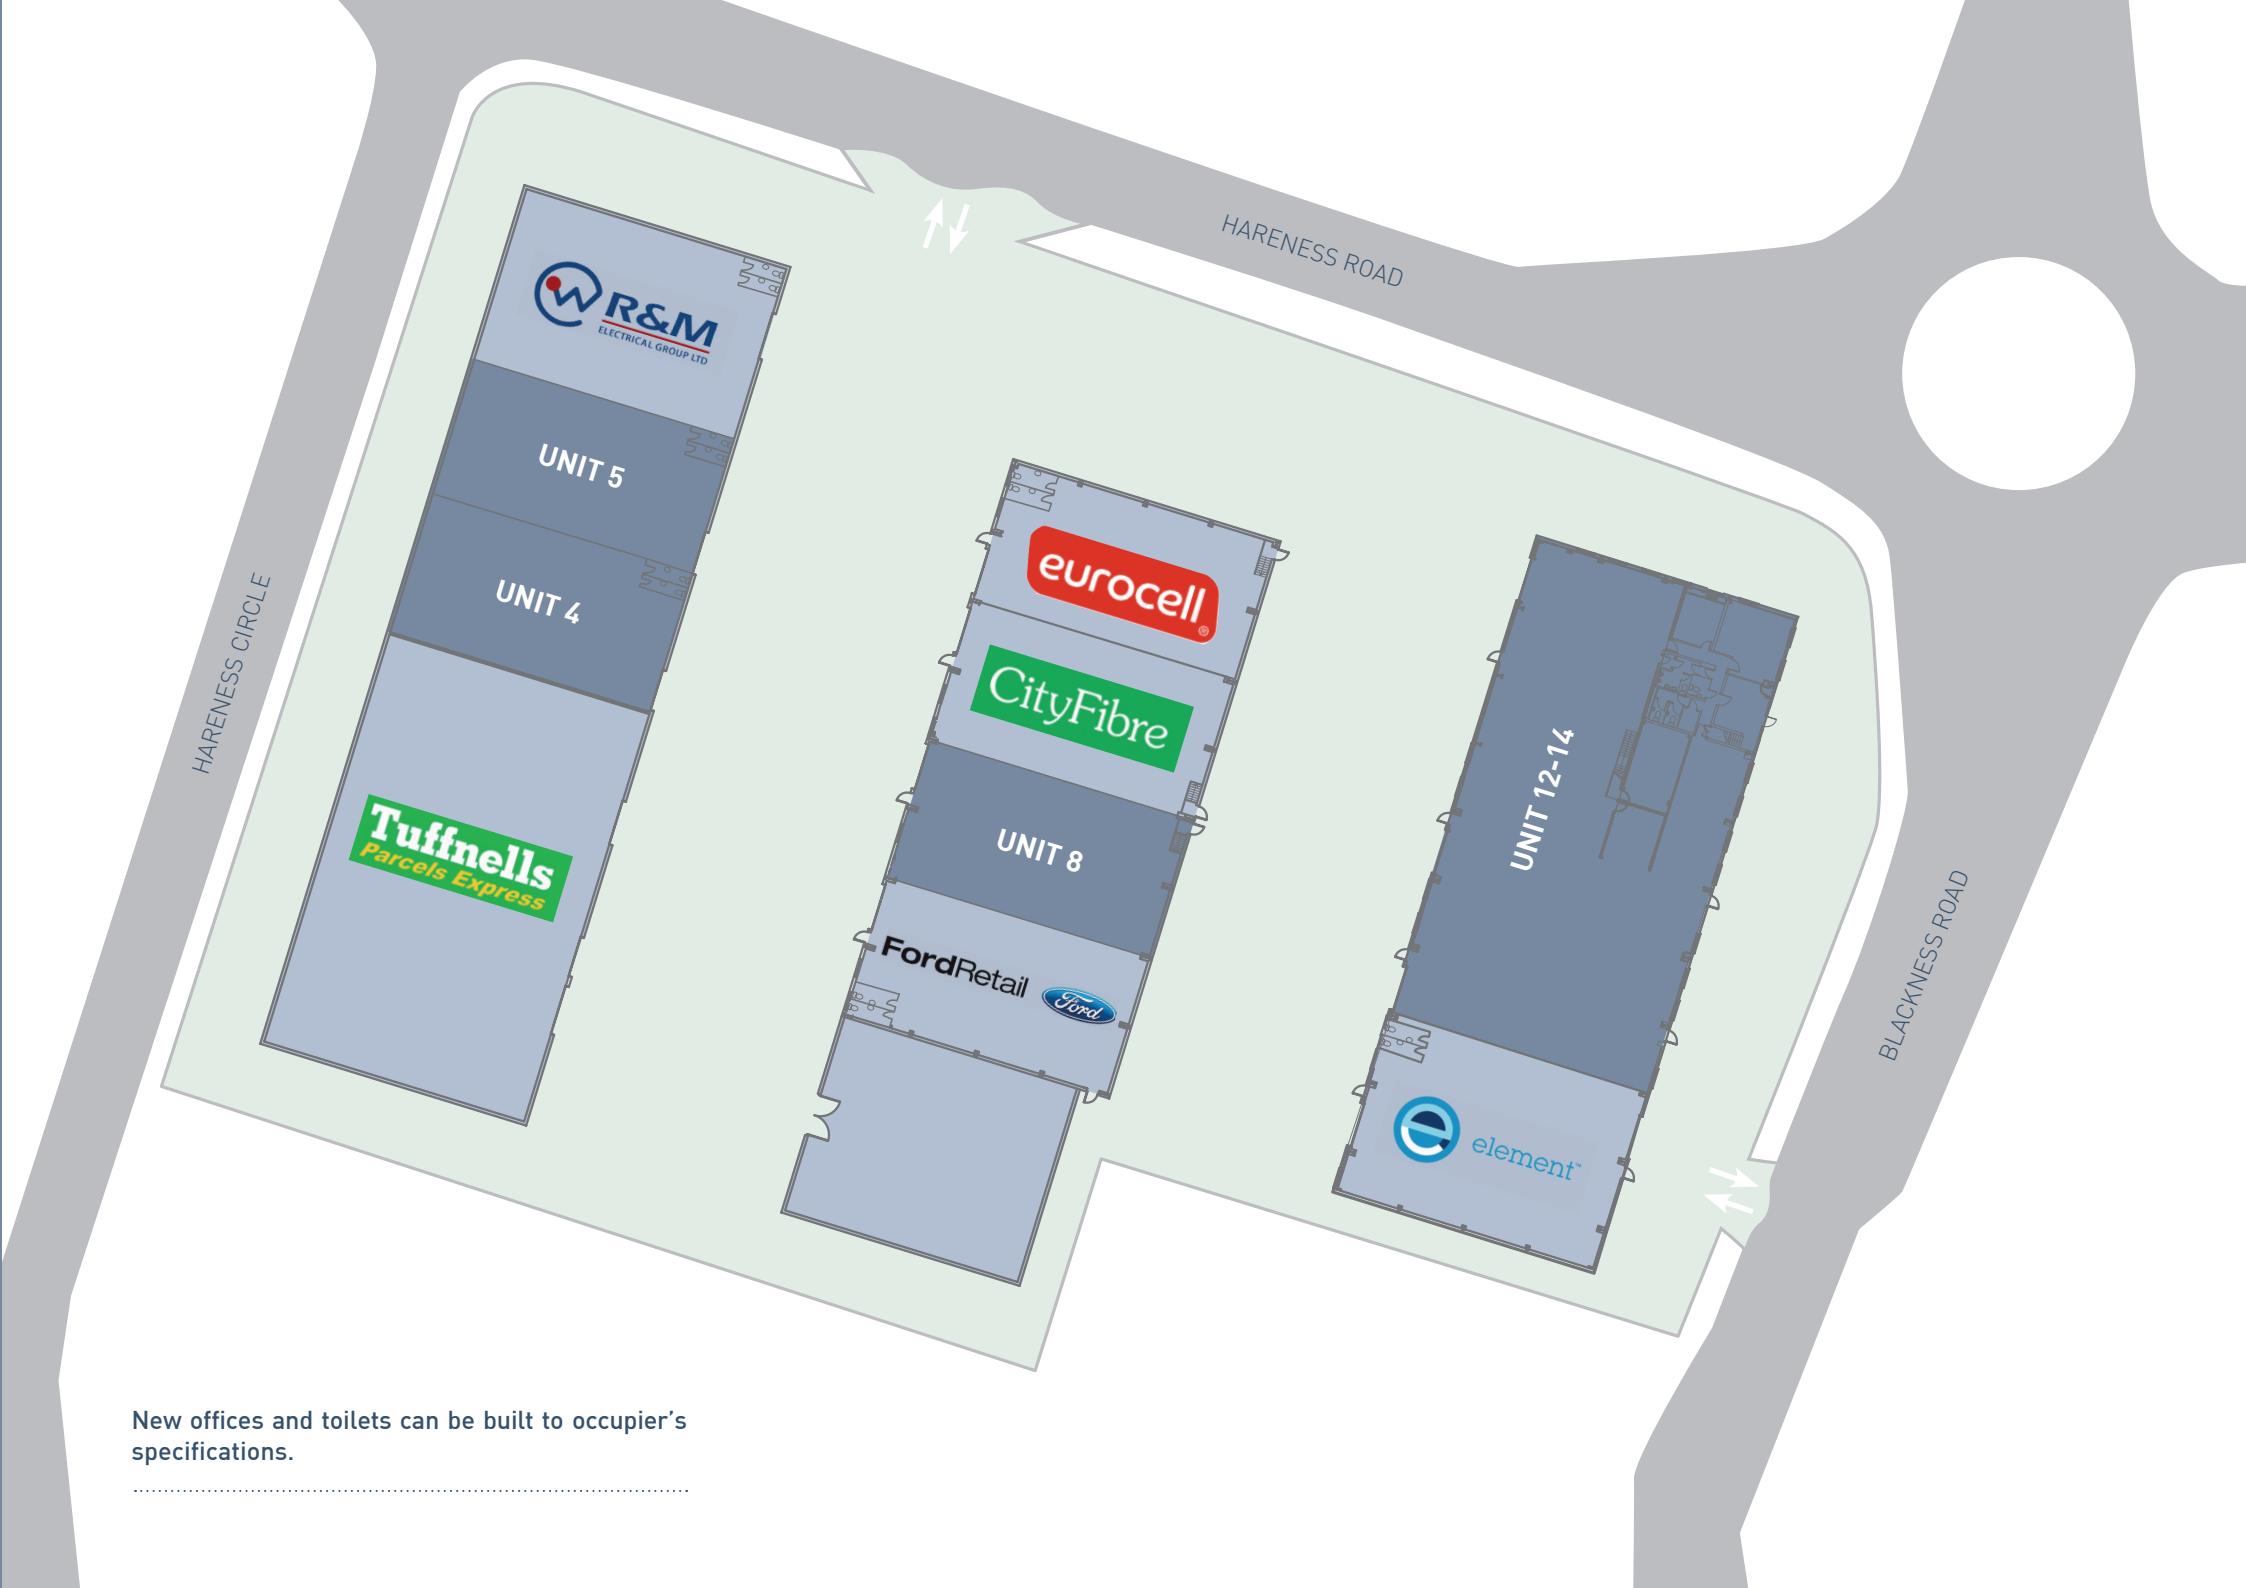 HARENESS ROAD
R&M
ELECTRICAL GROUP LTD
UNIT 5
UNIT 4
HARENESS CIRCLE
Tuffnells
Parcels Express
eurocell®
CityFibre
UNIT 8
FordRetail
Ford
UNIT 12-14
element™
BLACKNESS ROAD
New offices and toilets can be built to occupier’s
specifications.